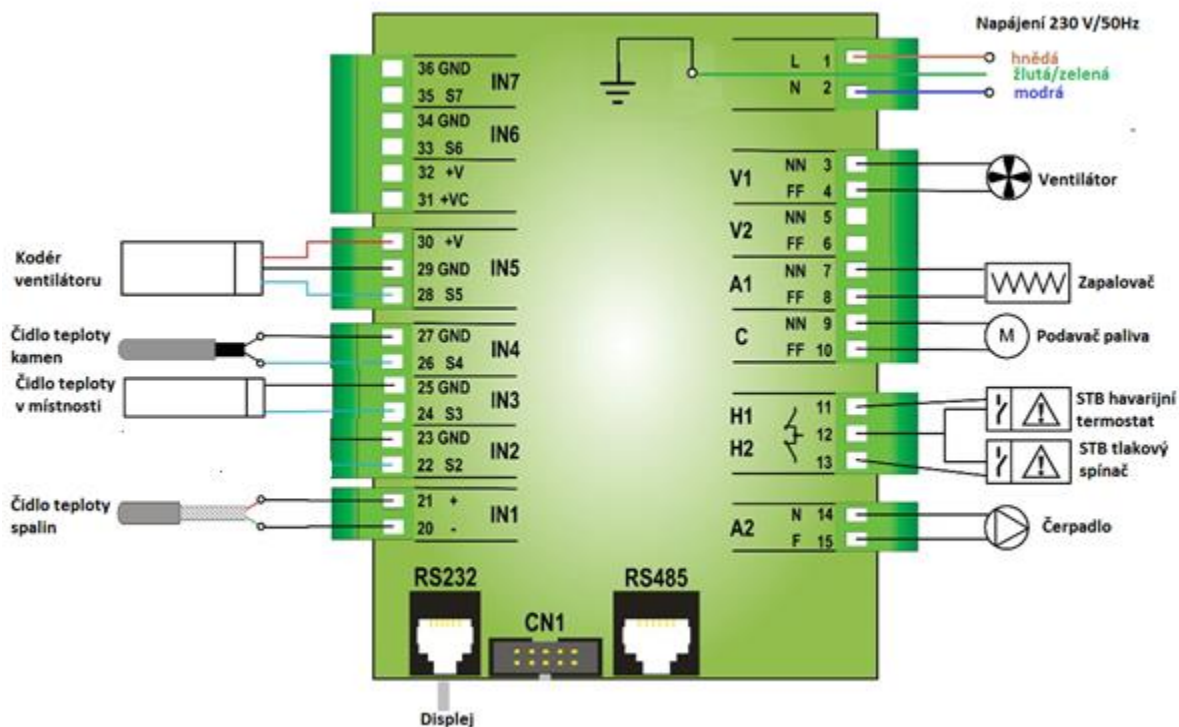 Napájení 230 V/50Hz
L 1
N 2
hnědá
žlutá/zelená
modrá
36 GND
35 S7
IN7
34 GND
33 S6
IN6
32 +V
31 +VC
30 +V
29 GND
28 S5
IN5
Kodér
ventilátoru
27 GND
26 S4
IN4
Čidlo teploty
kamen
25 GND
24 S3
IN3
Čidlo teploty
v místnosti
23 GND
22 S2
IN2
21 +
20 -
IN1
Čidlo teploty
spalin
V1
NN 3
FF 4
Ventilátor
V2
NN 5
FF 6
A1
NN 7
FF 8
Zapalovač
C
NN 9
FF 10
M
Podavač paliva
H1
H2
11
12
13
STB havarijní
termostat
STB tlakový
spínač
A2
N 14
F 15
Čerpadlo
RS232
CN1
RS485
Displej